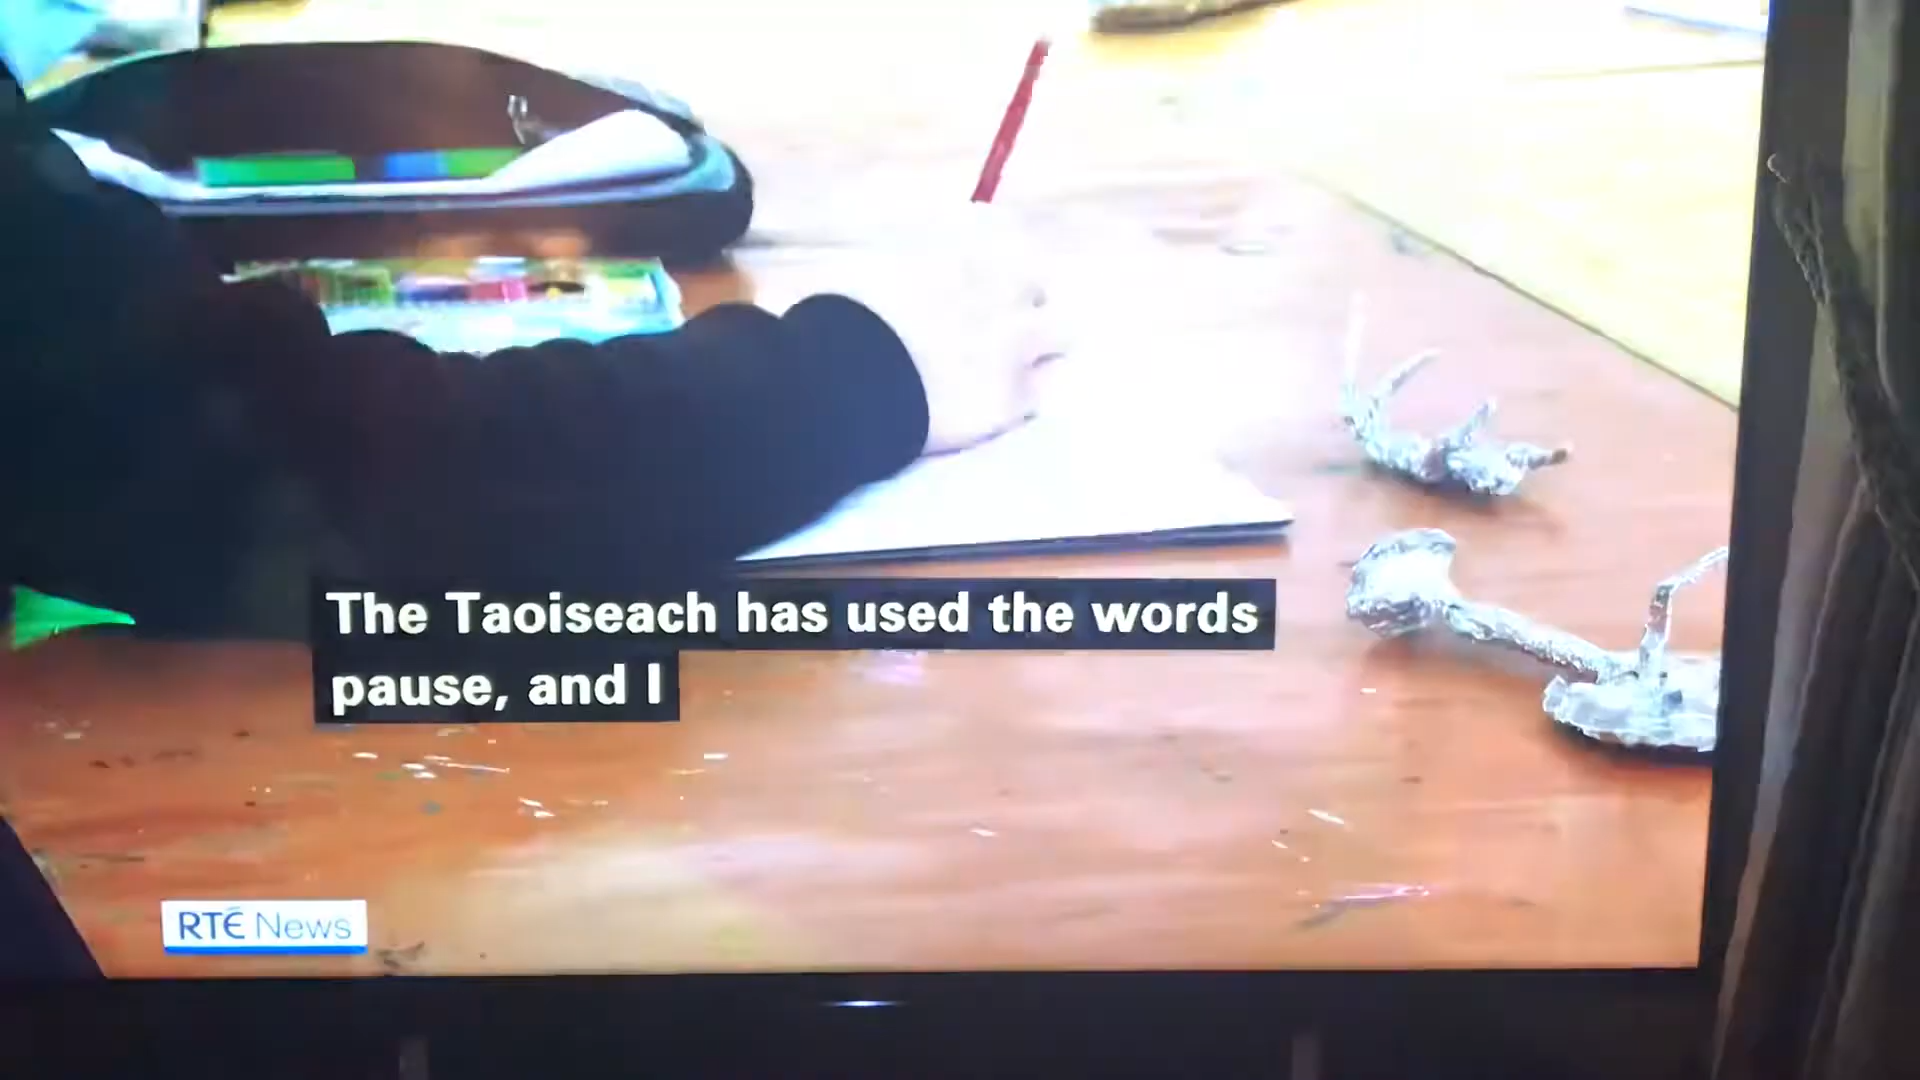 The Taoiseach has used the words
pause, and I
RTÉ News